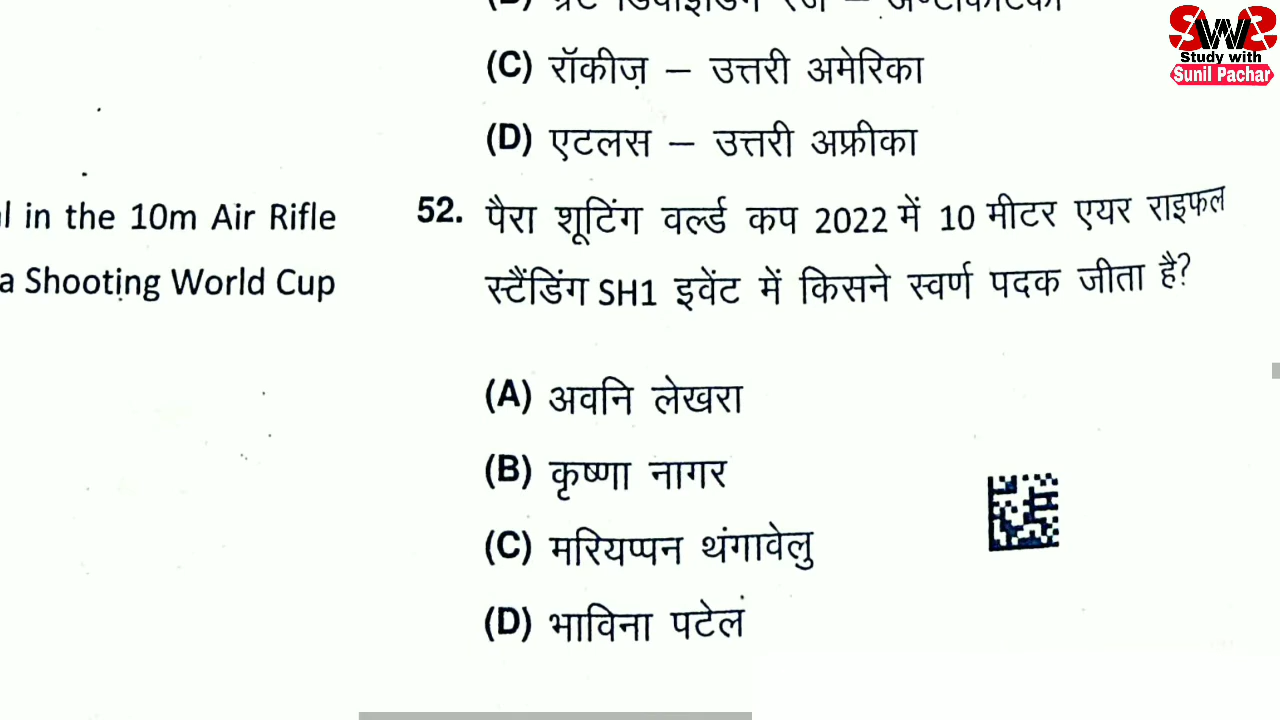 (C) रॉकीज़ – उत्तरी अमेरिका
(D) एटलस – उत्तरी अफ्रीका
l in the 10m Air Rifle
a Shooting World Cup
52. पैरा शूटिंग वर्ल्ड कप 2022 में 10 मीटर एयर राइफल
स्टैंडिंग SH1 इवेंट में किसने स्वर्ण पदक जीता है?
(A) अवनि लेखरा
(B) कृष्णा नागर
(C) मरियप्पन थंगावेलु
(D) भाविना पटेल
SWS
Study with
Sunil Pachar